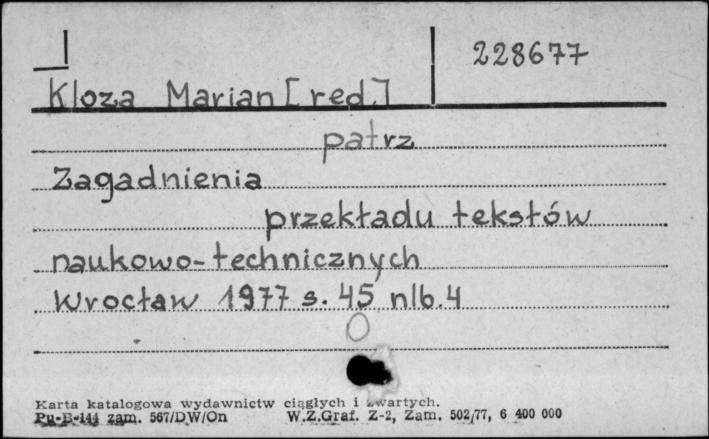 228677
Kloza Marian [red.]
patrz
Zagadnienia
przekładu tekstów
naukowo-technicznych
Wrocław 1977 s. 45 nlb. 4
Karta katalogowa wydawnictw ciągłych i zwartych.
Pu-B-144 zam. 567/DW/On W.Z.Graf. Z-2, Zam. 502/77, 6 400 000